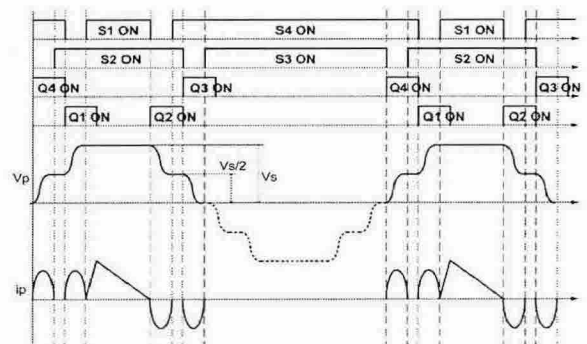 S1 ON S4 ON S1 ON
S2 ON S3 ON S2 ON
Q4 ON Q3 ON Q4 ON Q3 ON
Q1 ON Q2 ON Q1 ON Q2 ON
Vp Vs/2 Vs
ip